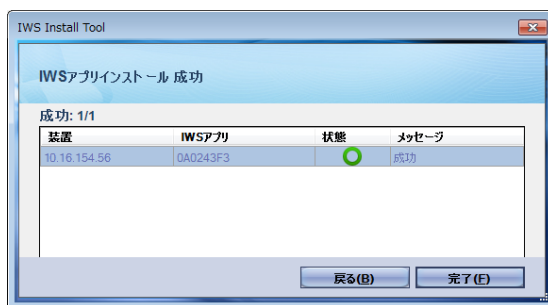 IWS Install Tool
IWSアプリインストール 成功
成功: 1/1
装置 IWSアプリ 状態 メッセージ
10.16.154.56 0A0243F3 成功
戻る(B) 完了(F)